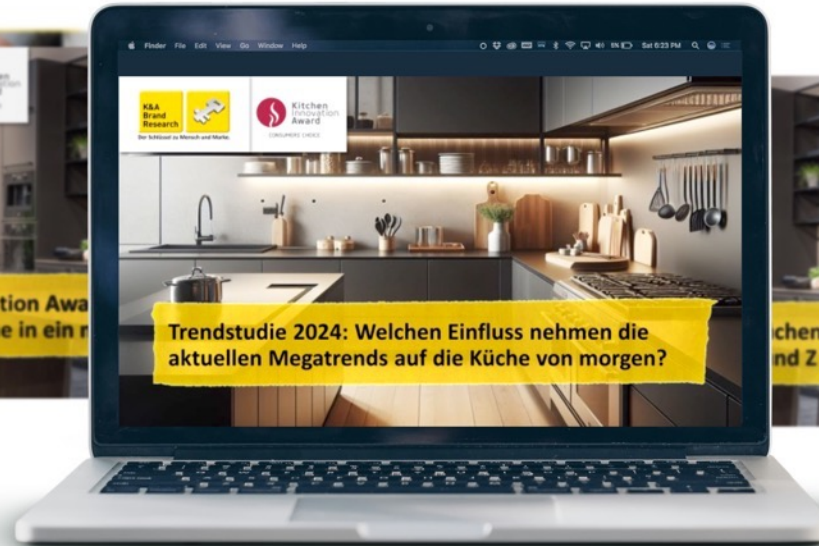 Finder File Edit View Go Window Help
Sat 6:23 PM
K&A
Brand
Research
Der Schlüssel zu Mensch und Marke.
Kitchen
Innovation
Award
CONSUMERS' CHOICE
tion Awa
e in ein
Trendstudie 2024: Welchen Einfluss nehmen die
aktuellen Megatrends auf die Küche von morgen?
chen
nd Z